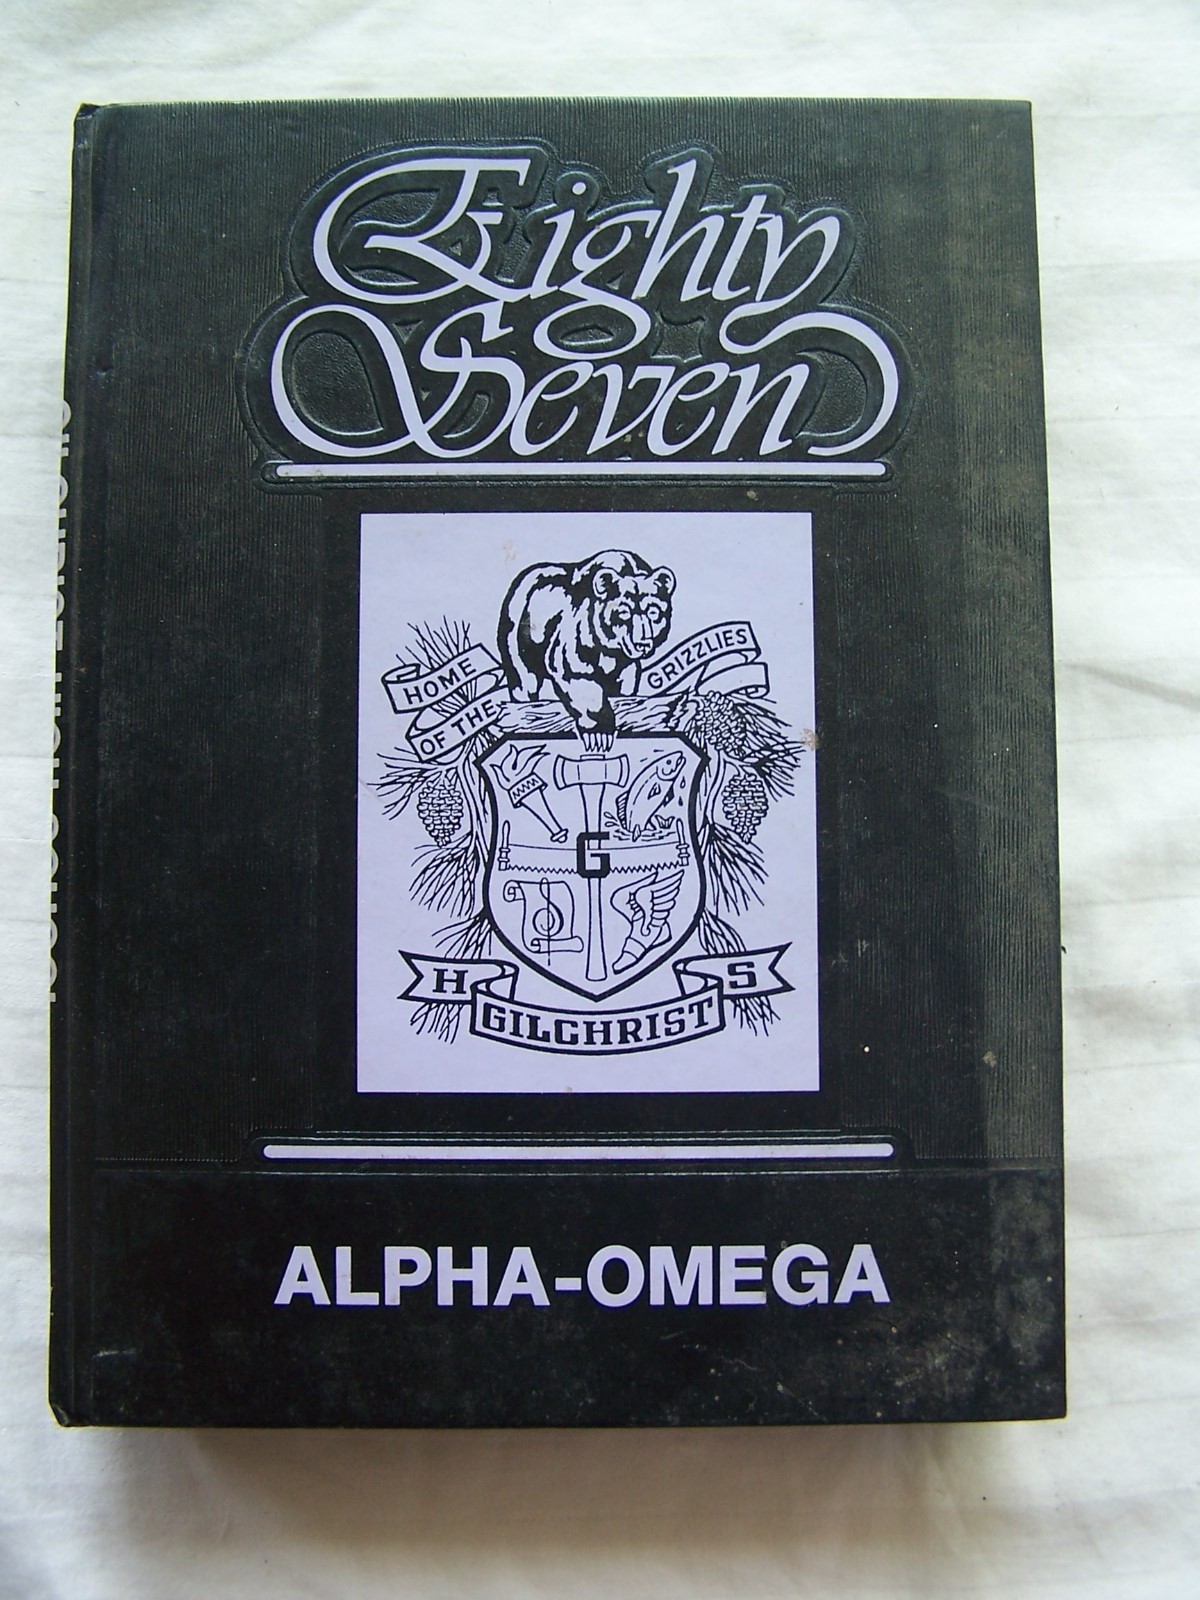 Eighty
Seven
HOME
OF THE
GRIZZLIES
G
H S
GILCHRIST
ALPHA-OMEGA